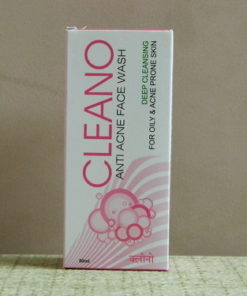 CLEANO
ANTI ACNE FACE WASH
DEEP CLEANSING
FOR OILY & ACNE PRONE SKIN
क्लीनो